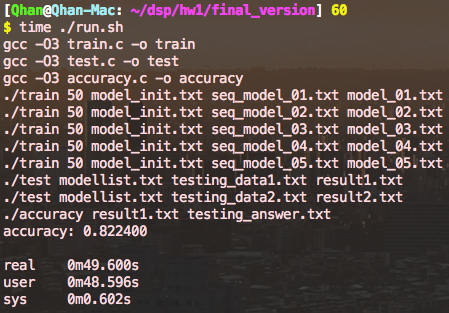 [Qhan@Qhan-Mac: ~/dsp/hw1/final_version] 60
$ time ./run.sh
gcc -O3 train.c -o train
gcc -O3 test.c -o test
gcc -O3 accuracy.c -o accuracy
./train 50 model_init.txt seq_model_01.txt model_01.txt
./train 50 model_init.txt seq_model_02.txt model_02.txt
./train 50 model_init.txt seq_model_03.txt model_03.txt
./train 50 model_init.txt seq_model_04.txt model_04.txt
./train 50 model_init.txt seq_model_05.txt model_05.txt
./test modellist.txt testing_data1.txt result1.txt
./test modellist.txt testing_data2.txt result2.txt
./accuracy result1.txt testing_answer.txt
accuracy: 0.822400
real 0m49.600s
user 0m48.596s
sys 0m0.602s